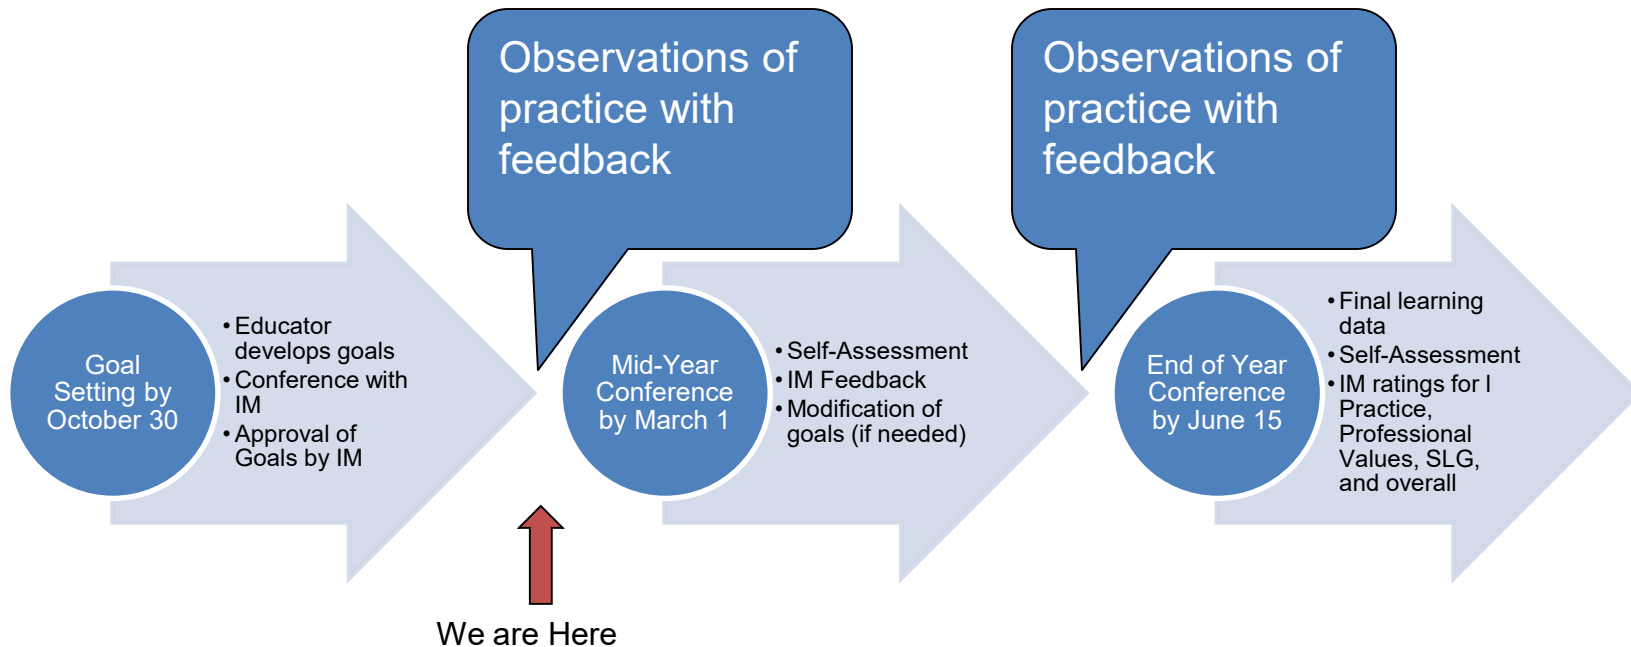 Observations of
practice with
feedback
Observations of
practice with
feedback
Goal
Setting by
October 30
• Educator
develops goals
• Conference with
IM
• Approval of
Goals by IM
Mid-Year
Conference
by March 1
• Self-Assessment
• IM Feedback
• Modification of
goals (if needed)
End of Year
Conference
by June 15
• Final learning
data
• Self-Assessment
• IM ratings for I
Practice,
Professional
Values, SLG,
and overall
We are Here